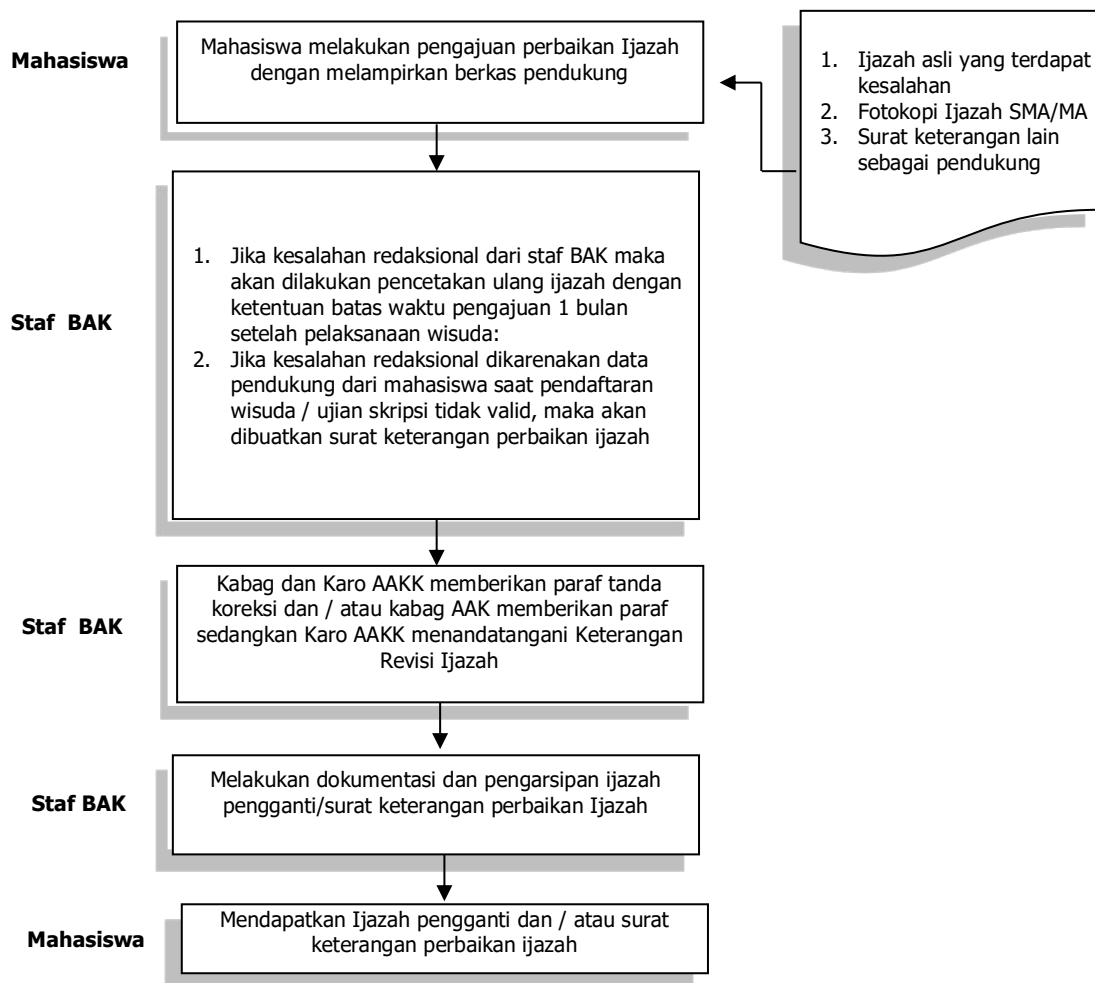 Mahasiswa
Mahasiswa melakukan pengajuan perbaikan Ijazah
dengan melampirkan berkas pendukung
1. Ijazah asli yang terdapat
kesalahan
2. Fotokopi Ijazah SMA/MA
3. Surat keterangan lain
sebagai pendukung
Staf BAK
1. Jika kesalahan redaksional dari staf BAK maka
akan dilakukan pencetakan ulang ijazah dengan
ketentuan batas waktu pengajuan 1 bulan
setelah pelaksanaan wisuda:
2. Jika kesalahan redaksional dikarenakan data
pendukung dari mahasiswa saat pendaftaran
wisuda / ujian skripsi tidak valid, maka akan
dibuatkan surat keterangan perbaikan ijazah
Staf BAK
Kabag dan Karo AAKK memberikan paraf tanda
koreksi dan / atau kabag AAK memberikan paraf
sedangkan Karo AAKK menandatangani Keterangan
Revisi Ijazah
Staf BAK
Melakukan dokumentasi dan pengarsipan ijazah
pengganti/surat keterangan perbaikan Ijazah
Mahasiswa
Mendapatkan Ijazah pengganti dan / atau surat
keterangan perbaikan ijazah